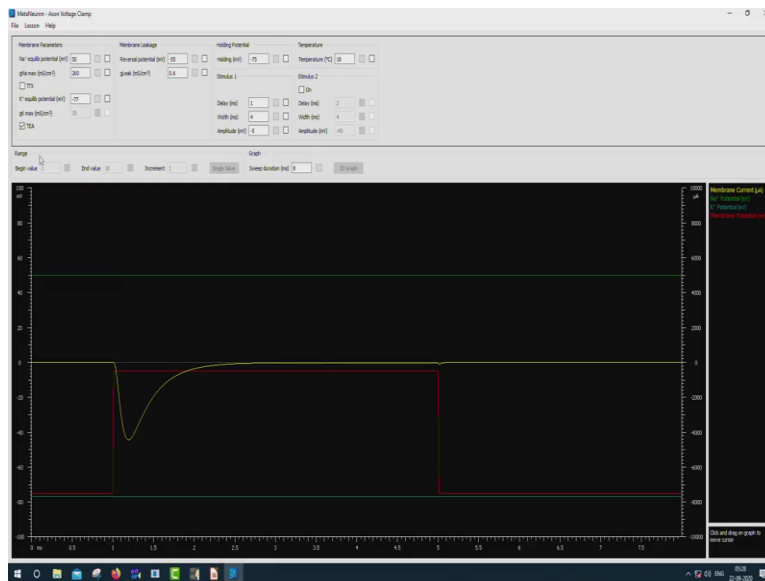 MetaNeuron - Axon Voltage Clamp
File Lesson Help
Membrane Parameters Membrane Leakage Holding Potential Temperature
Na⁺ equilib potential (mV) 50 Reversal potential (mV) -55 Holding (mV) -75 Temperature (°C) 18
gNa max (mS/cm²) 260 gLeak (mS/cm²) 0.6 Stimulus 1 Stimulus 2
TTX On
K⁺ equilib potential (mV) -77 Delay (ms) 1 Delay (ms) 2
gK max (mS/cm²) 70 Width (ms) 4 Width (ms) 4
TEA Amplitude (mV) -5 Amplitude (mV)
Range Graph
Begin value 1 End value 10 Increment 1 Single Value Sweep duration (ms) 8 3D Graph
100 10000 Membrane Current (µA)
mV µA Na⁺ Potential (mV)
K⁺ Potential (mV)
Membrane Potential
80 8000
60 6000
40 4000
20 2000
0 0
-20 -2000
-40 -4000
-60 -6000
-80 -8000
-100 -10000
0 ms 0.5 1 1.5 2 2.5 3 3.5 4 4.5 5 5.5 6 6.5 7 7.5
Click and drag on graph to
move cursor
ENG 05:28
22-09-2020